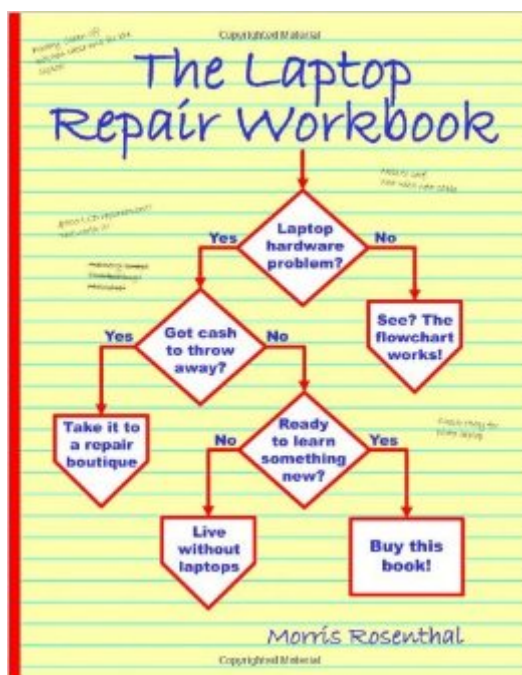 Copyrighted Material
The Laptop
Repair Workbook
Laptop
hardware
problem?
Yes
No
Got cash
to throw
away?
See? The
flowchart
works!
Yes
No
Take it to
a repair
boutique
Ready
to learn
something
new?
No
Yes
Live
without
laptops
Buy this
book!
Morris Rosenthal
Copyrighted Material